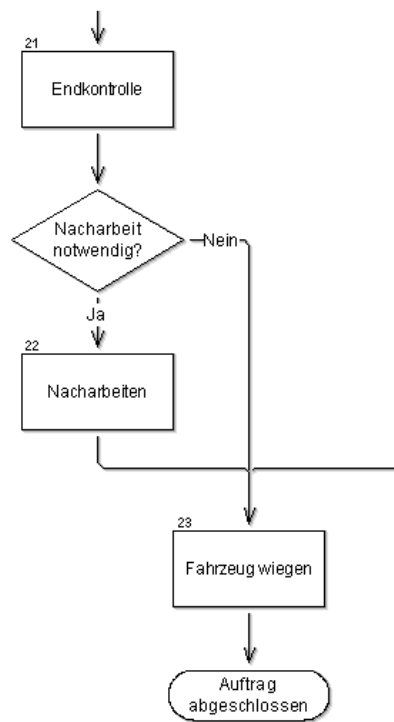 21
Endkontrolle
Nacharbeit
notwendig?
Nein
Ja
22
Nacharbeiten
23
Fahrzeug wiegen
Auftrag
abgeschlossen